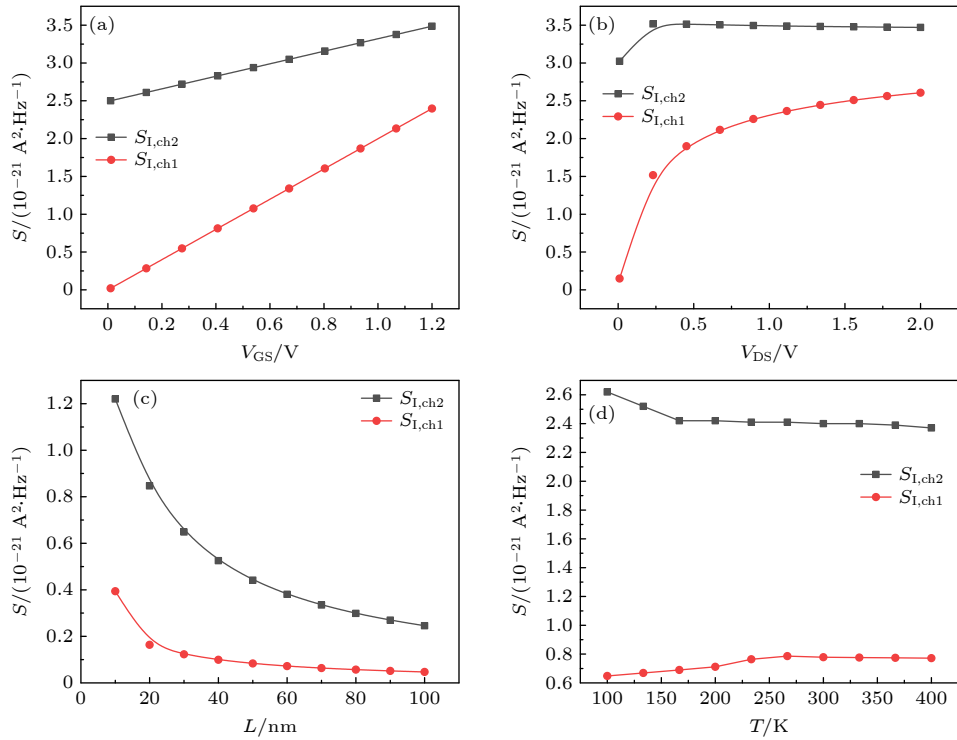 (a)
3.5
3.0
2.5
2.0
1.5
1.0
0.5
0
S/(10⁻²¹ A²·Hz⁻¹)
S_I,ch2
S_I,ch1
0 0.2 0.4 0.6 0.8 1.0 1.2
V_GS/V
(b)
3.5
3.0
2.5
2.0
1.5
1.0
0.5
0
S/(10⁻²¹ A²·Hz⁻¹)
S_I,ch2
S_I,ch1
0 0.5 1.0 1.5 2.0
V_DS/V
(c)
1.2
1.0
0.8
0.6
0.4
0.2
0
S/(10⁻²¹ A²·Hz⁻¹)
S_I,ch2
S_I,ch1
0 20 40 60 80 100
L/nm
(d)
2.6
2.4
2.2
2.0
1.8
1.6
1.4
1.2
1.0
0.8
0.6
S/(10⁻²¹ A²·Hz⁻¹)
S_I,ch2
S_I,ch1
100 150 200 250 300 350 400
T/K